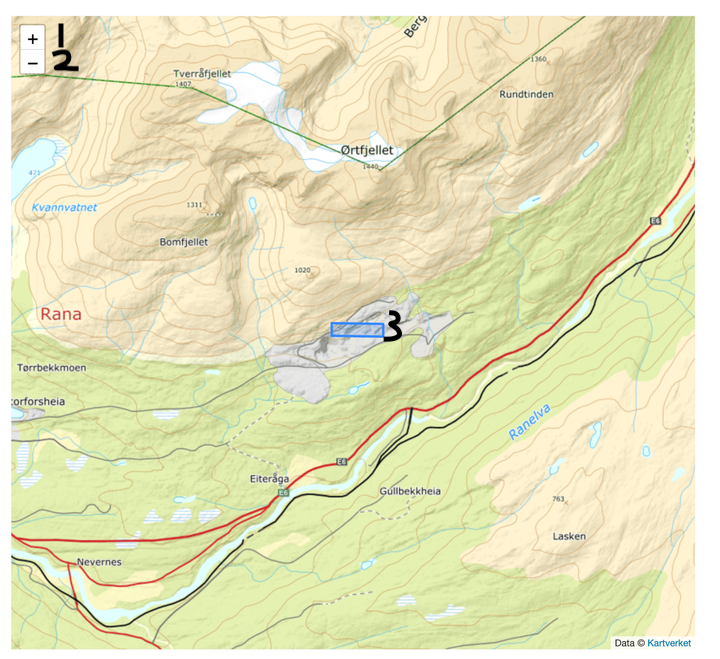 + 1
− 2
Berg
1360
Tverråfjellet
1407
Rundtinden
Ørtfjellet
1440
421
Kvannvatnet
1311
E6
Bomfjellet
1020
Rana
3
Tørrbekkmoen
orforsheia
Ranelva
E6
Eiteråga
E6
Gullbekkheia
763
Lasken
Nevernes
Data © Kartverket